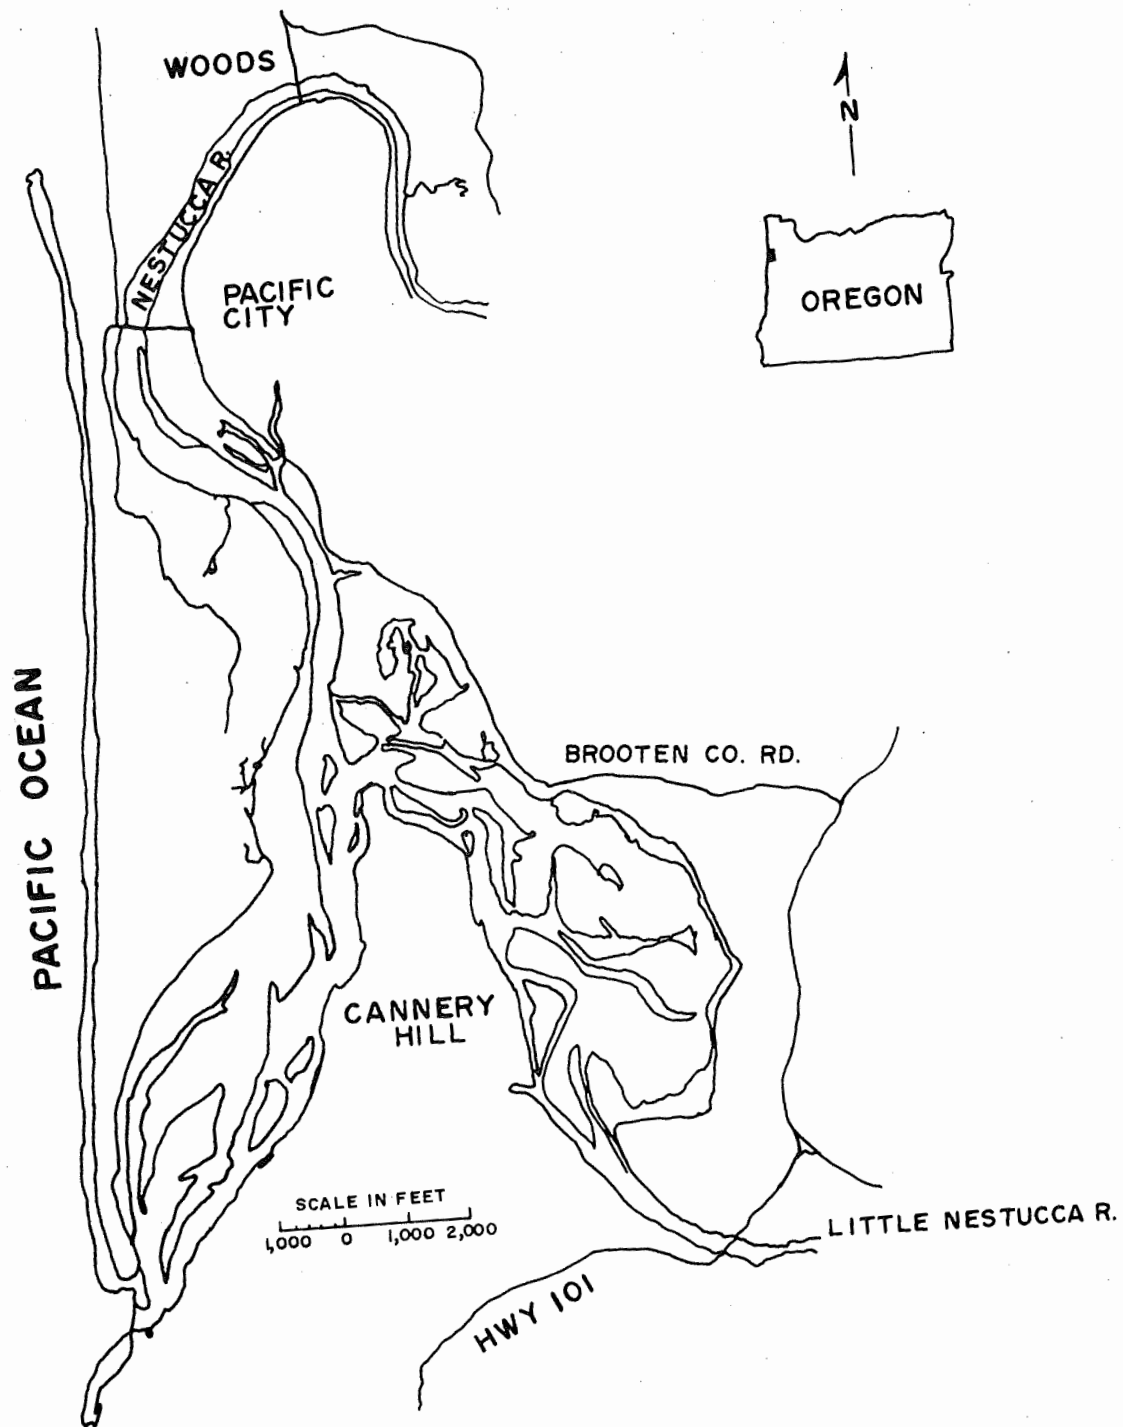 WOODS
N
NESTUCCA R.
PACIFIC
CITY
OREGON
PACIFIC OCEAN
BROOTEN CO. RD.
CANNERY
HILL
SCALE IN FEET
1,000 0 1,000 2,000
LITTLE NESTUCCA R.
HWY 101